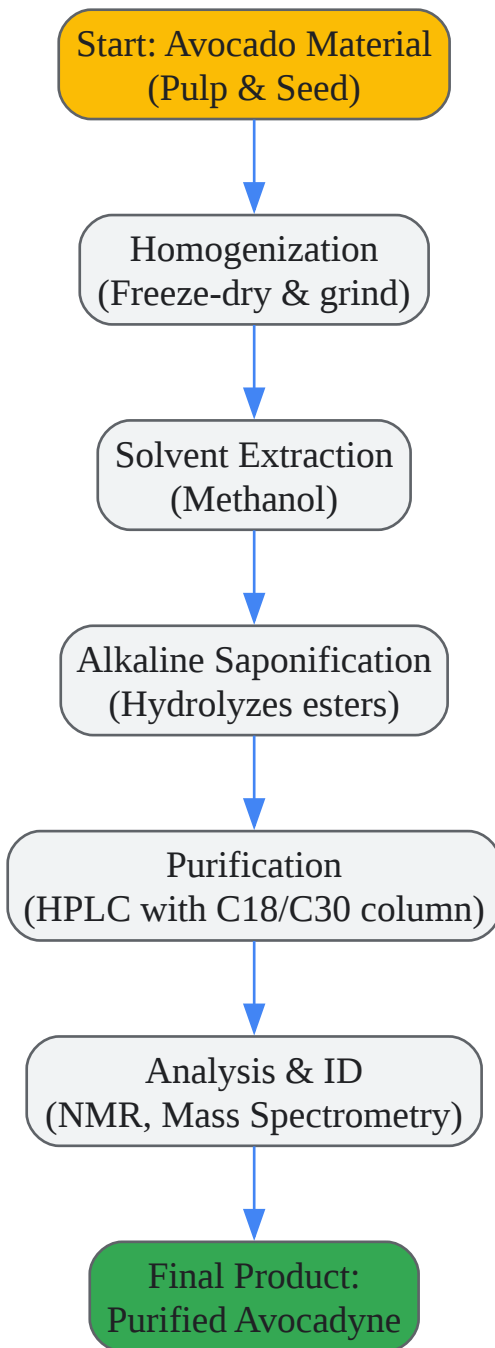 Start: Avocado Material
(Pulp & Seed)
Homogenization
(Freeze-dry & grind)
Solvent Extraction
(Methanol)
Alkaline Saponification
(Hydrolyzes esters)
Purification
(HPLC with C18/C30 column)
Analysis & ID
(NMR, Mass Spectrometry)
Final Product:
Purified Avocadyne